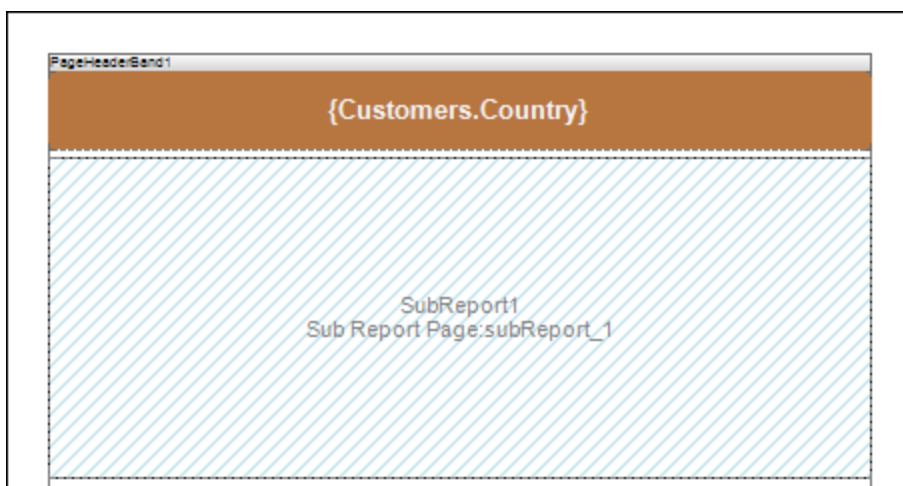 PageHeaderBand1
{Customers.Country}
SubReport1
Sub Report Page:subReport_1